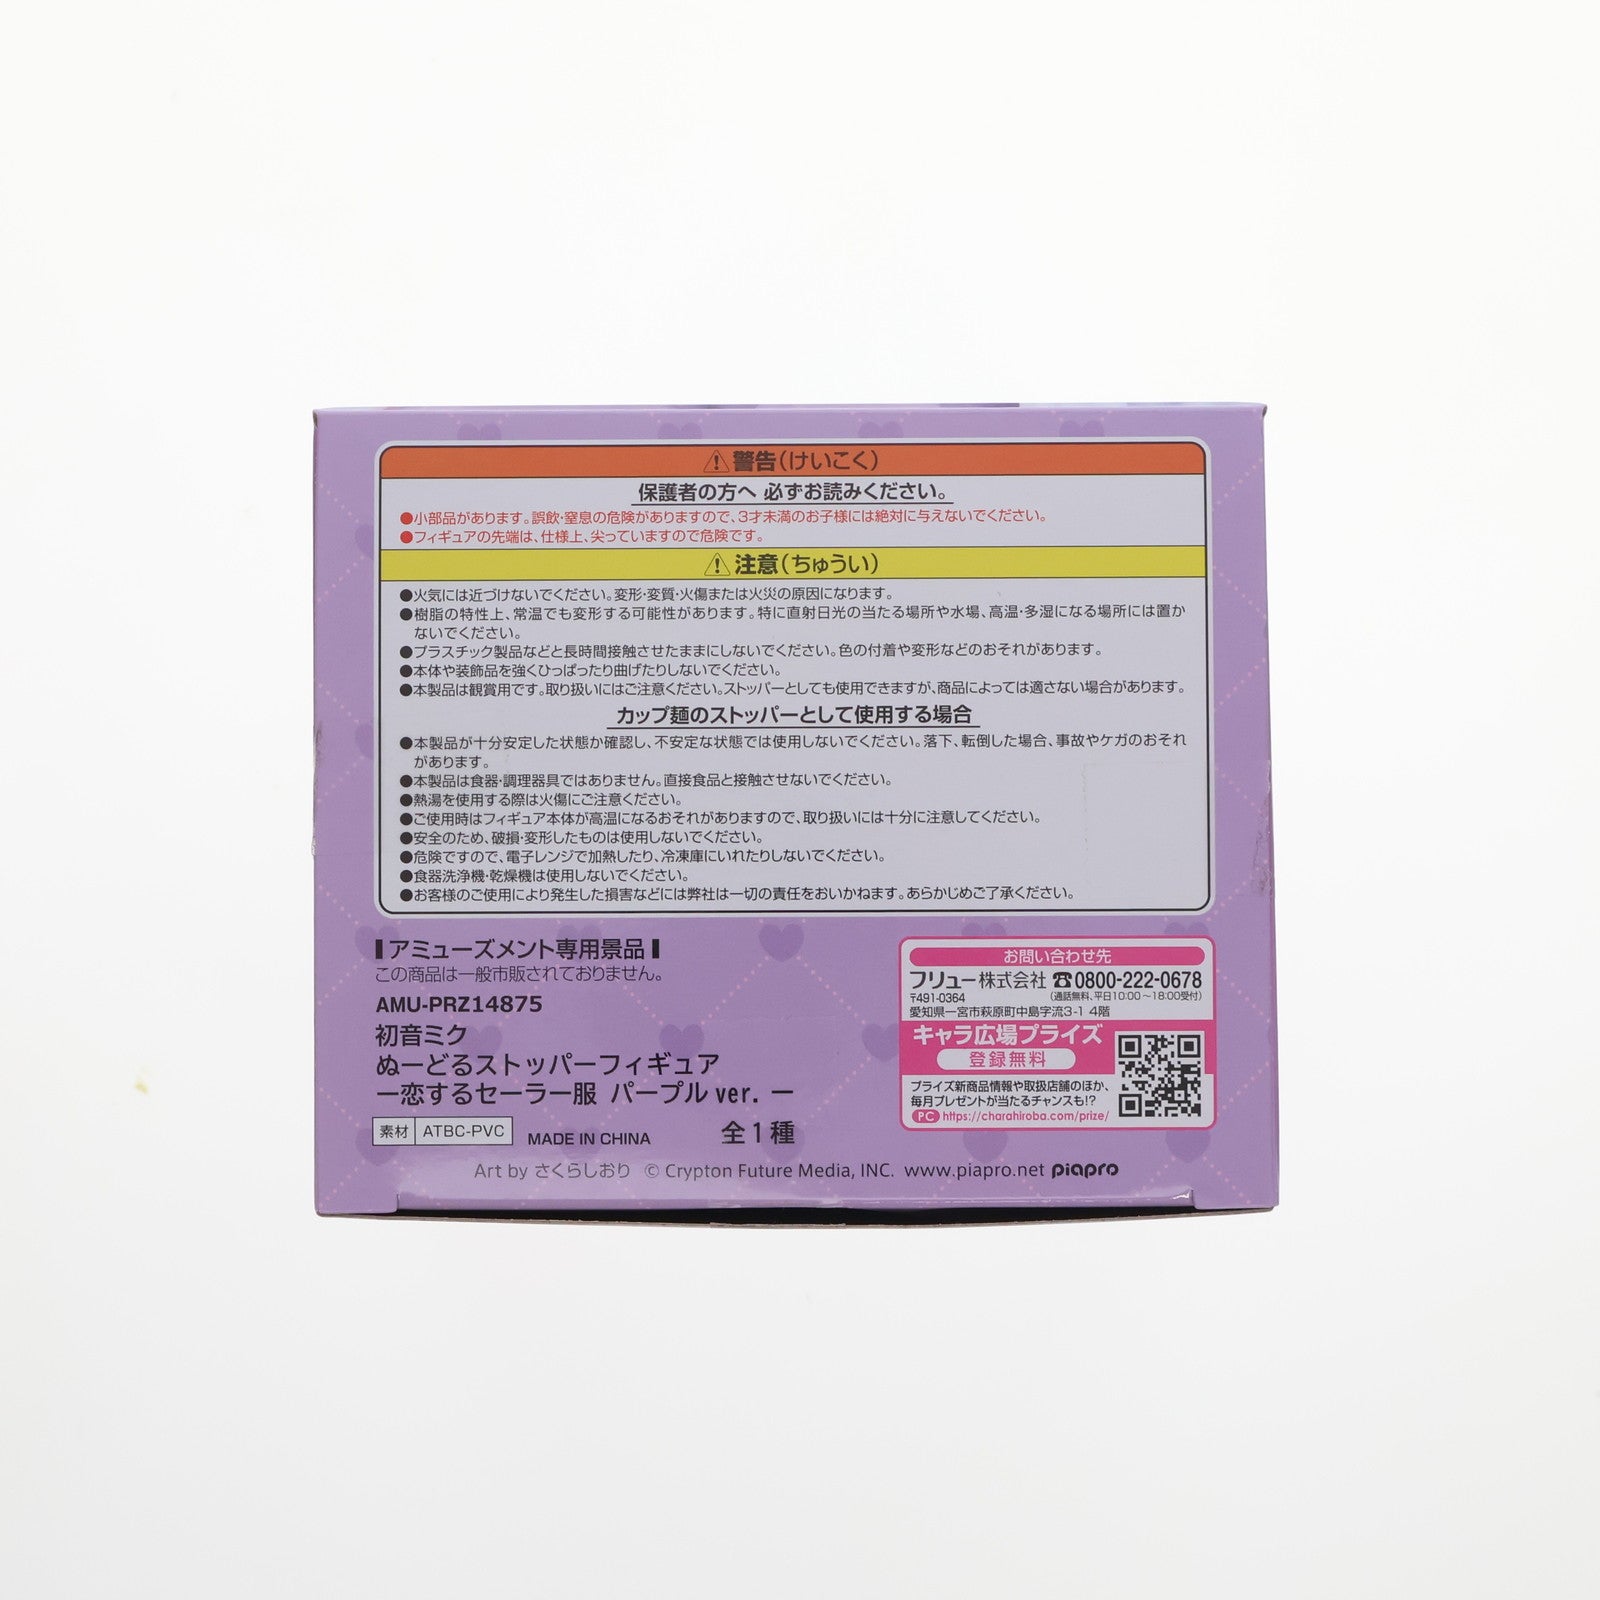 ⚠警告(けいこく)
保護者の方へ 必ずお読みください。
●小部品があります。誤飲・窒息の危険がありますので、3才未満のお子様には絶対に与えないでください。
●フィギュアの先端は、仕様上、尖っていますので危険です。
⚠注意(ちゅうい)
●火気には近づけないでください。変形・変質・火傷または火災の原因になります。
●樹脂の特性上、常温でも変形する可能性があります。特に直射日光の当たる場所や水場、高温・多湿になる場所には置か
ないでください。
●プラスチック製品などと長時間接触させたままにしないでください。色の付着や変形などのおそれがあります。
●本体や装飾品を強くひっぱったり曲げたりしないでください。
●本製品は観賞用です。取り扱いにはご注意ください。ストッパーとしても使用できますが、商品によっては適さない場合があります。
カップ麺のストッパーとして使用する場合
●本製品が十分安定した状態か確認し、不安定な状態では使用しないでください。落下、転倒した場合、事故やケガのおそれ
があります。
●本製品は食器・調理器具ではありません。直接食品と接触させないでください。
●熱湯を使用する際は火傷にご注意ください。
●ご使用時はフィギュア本体が高温になるおそれがありますので、取り扱いには十分に注意してください。
●安全のため、破損・変形したものは使用しないでください。
●危険ですので、電子レンジで加熱したり、冷凍庫にいれたりしないでください。
●食器洗浄機・乾燥機は使用しないでください。
●お客様のご使用により発生した損害などには弊社は一切の責任をおいかねます。あらかじめご了承ください。
アミューズメント専用景品
この商品は一般市販されておりません。
AMU-PRZ14875
初音ミク
ぬーどるストッパーフィギュア
ー恋するセーラー服 パープルver. ー
素材 ATBC-PVC MADE IN CHINA 全1種
お問い合わせ先
フリュー株式会社 ☎0800-222-0678
〒491-0364 (通話無料、平日10:00~18:00受付)
愛知県一宮市萩原町中島字流3-1 4階
キャラ広場プライズ
登録無料
プライズ新商品情報や取扱店舗のほか、
毎月プレゼントが当たるチャンスも!?
PC https://charahiroba.com/prize/
Art by さくらしおり © Crypton Future Media, INC. www.piapro.net piapro